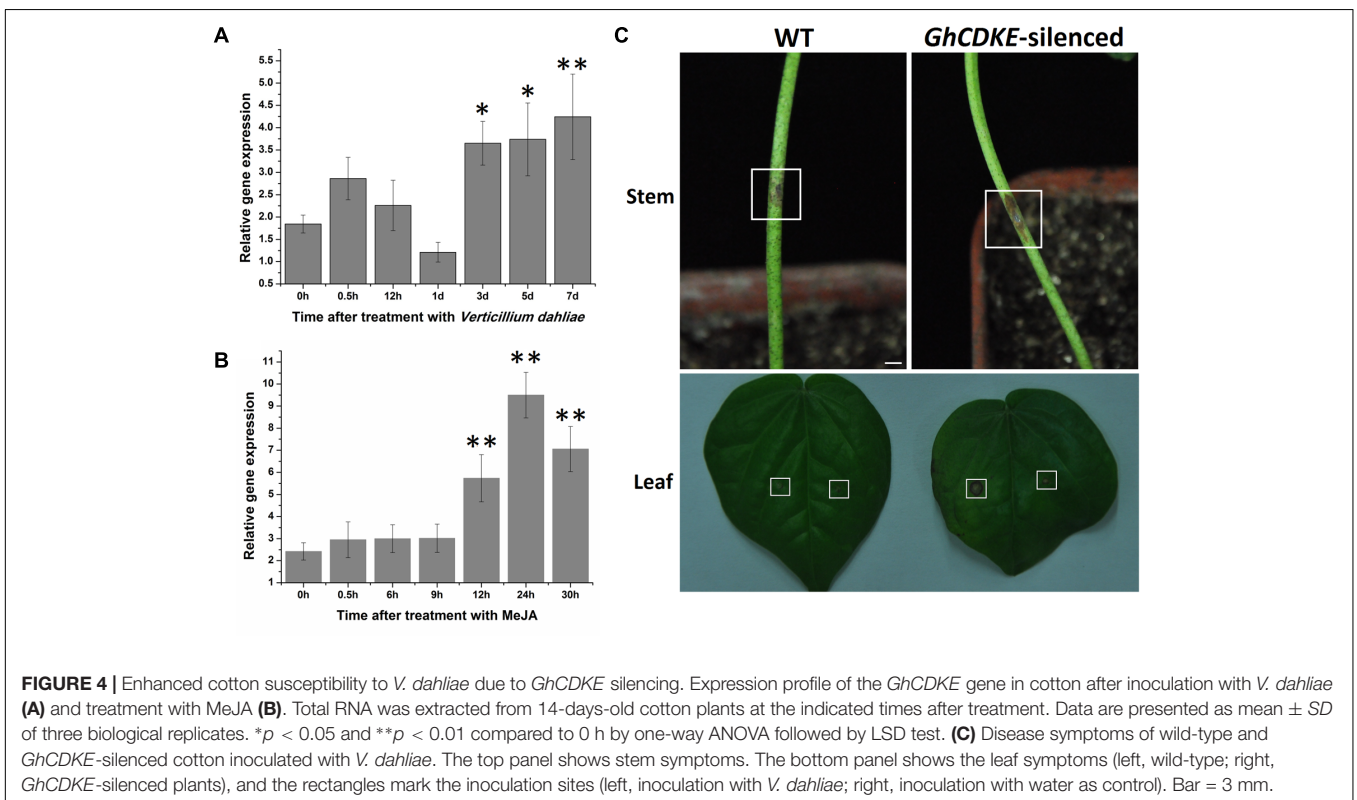 A
Relative gene expression
5.5
5.0
4.5
4.0
3.5
3.0
2.5
2.0
1.5
1.0
0.5
*
*
**
0h 0.5h 12h 1d 3d 5d 7d
Time after treatment with Verticillium dahliae
B
Relative gene expression
11
10
9
8
7
6
5
4
3
2
1
**
**
**
0h 0.5h 6h 9h 12h 24h 30h
Time after treatment with MeJA
C
WT GhCDKE-silenced
Stem
Leaf
FIGURE 4 | Enhanced cotton susceptibility to V. dahliae due to GhCDKE silencing. Expression profile of the GhCDKE gene in cotton after inoculation with V. dahliae
(A) and treatment with MeJA (B). Total RNA was extracted from 14-days-old cotton plants at the indicated times after treatment. Data are presented as mean ± SD
of three biological replicates. *p < 0.05 and **p < 0.01 compared to 0 h by one-way ANOVA followed by LSD test. (C) Disease symptoms of wild-type and
GhCDKE-silenced cotton inoculated with V. dahliae. The top panel shows stem symptoms. The bottom panel shows the leaf symptoms (left, wild-type; right,
GhCDKE-silenced plants), and the rectangles mark the inoculation sites (left, inoculation with V. dahliae; right, inoculation with water as control). Bar = 3 mm.